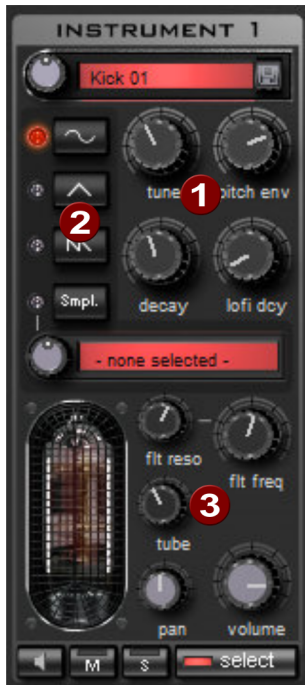 INSTRUMENT 1
Kick 01
tune 1 pitch env
2
decay lofi dcy
Smpl.
- none selected -
flt reso flt freq
3
tube
pan volume
M S select